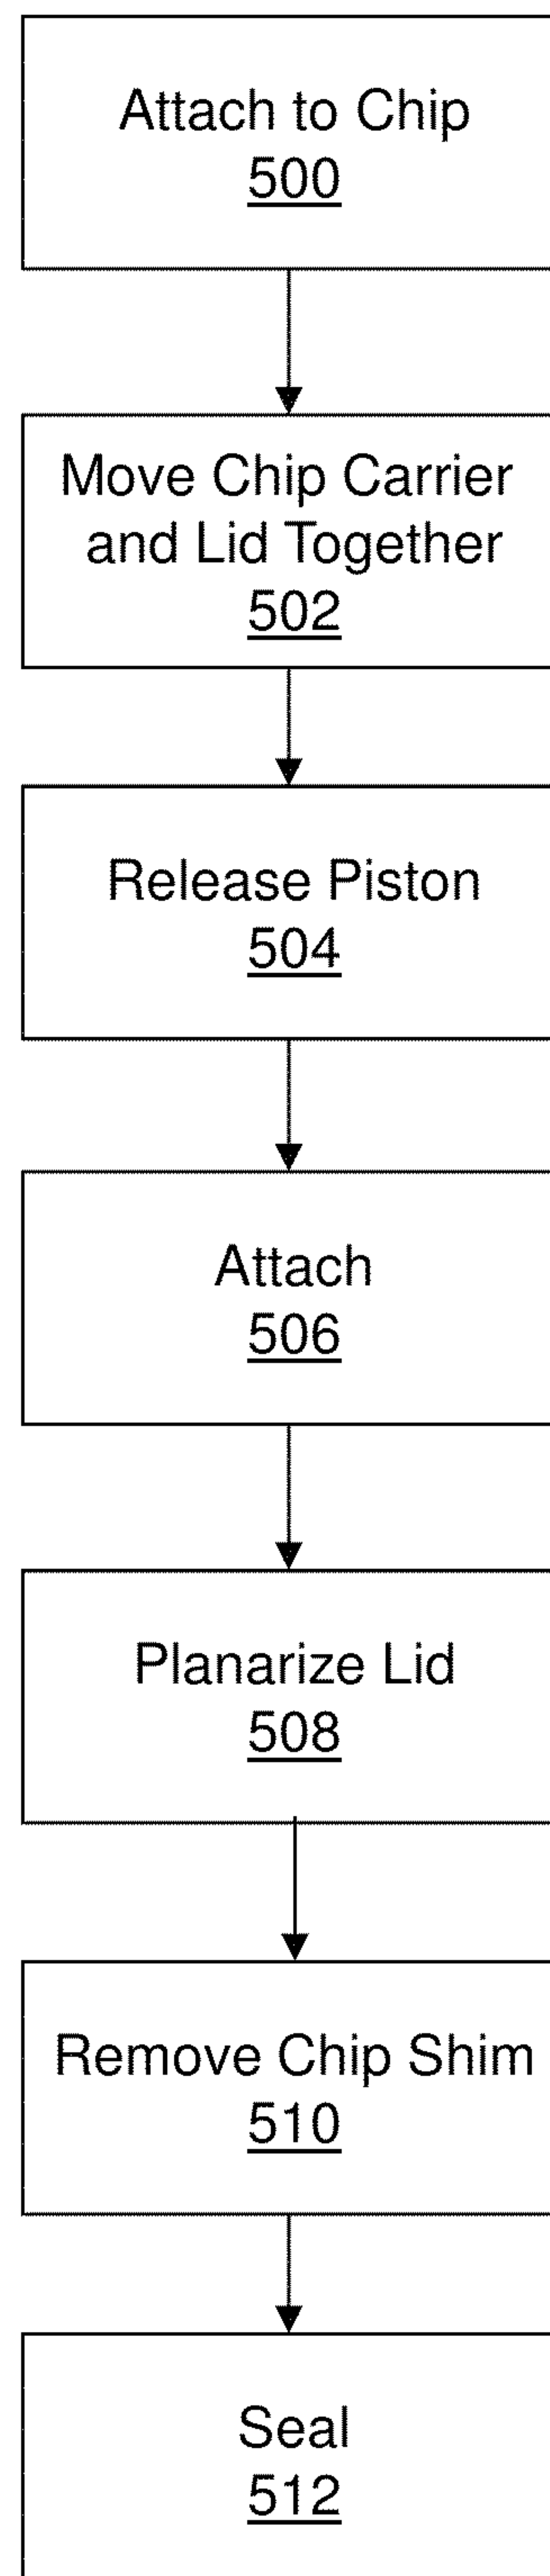 Attach to Chip
500
Move Chip Carrier
and Lid Together
502
Release Piston
504
Attach
506
Planarize Lid
508
Remove Chip Shim
510
Seal
512